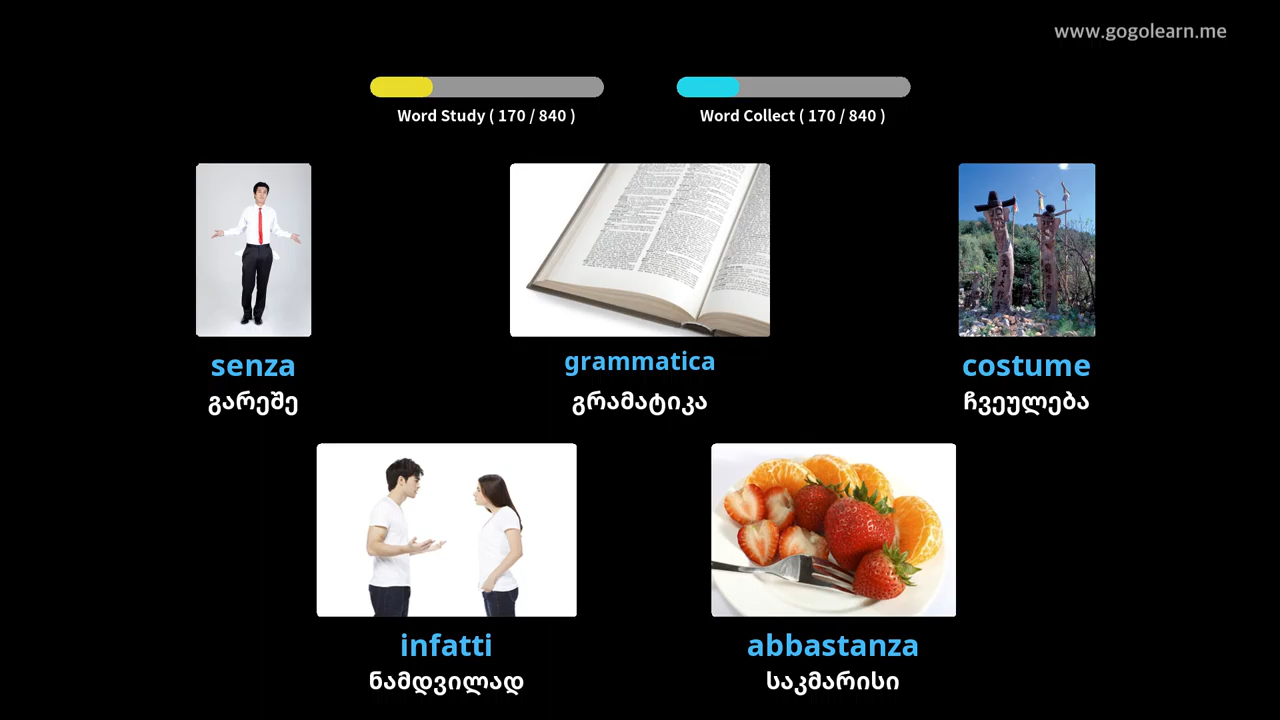 www.gogolearn.me
Word Study ( 170 / 840 )
Word Collect ( 170 / 840 )
senza
გარეშე
grammatica
გრამატიკა
costume
ჩვეულება
infatti
ნამდვილად
abbastanza
საკმარისი